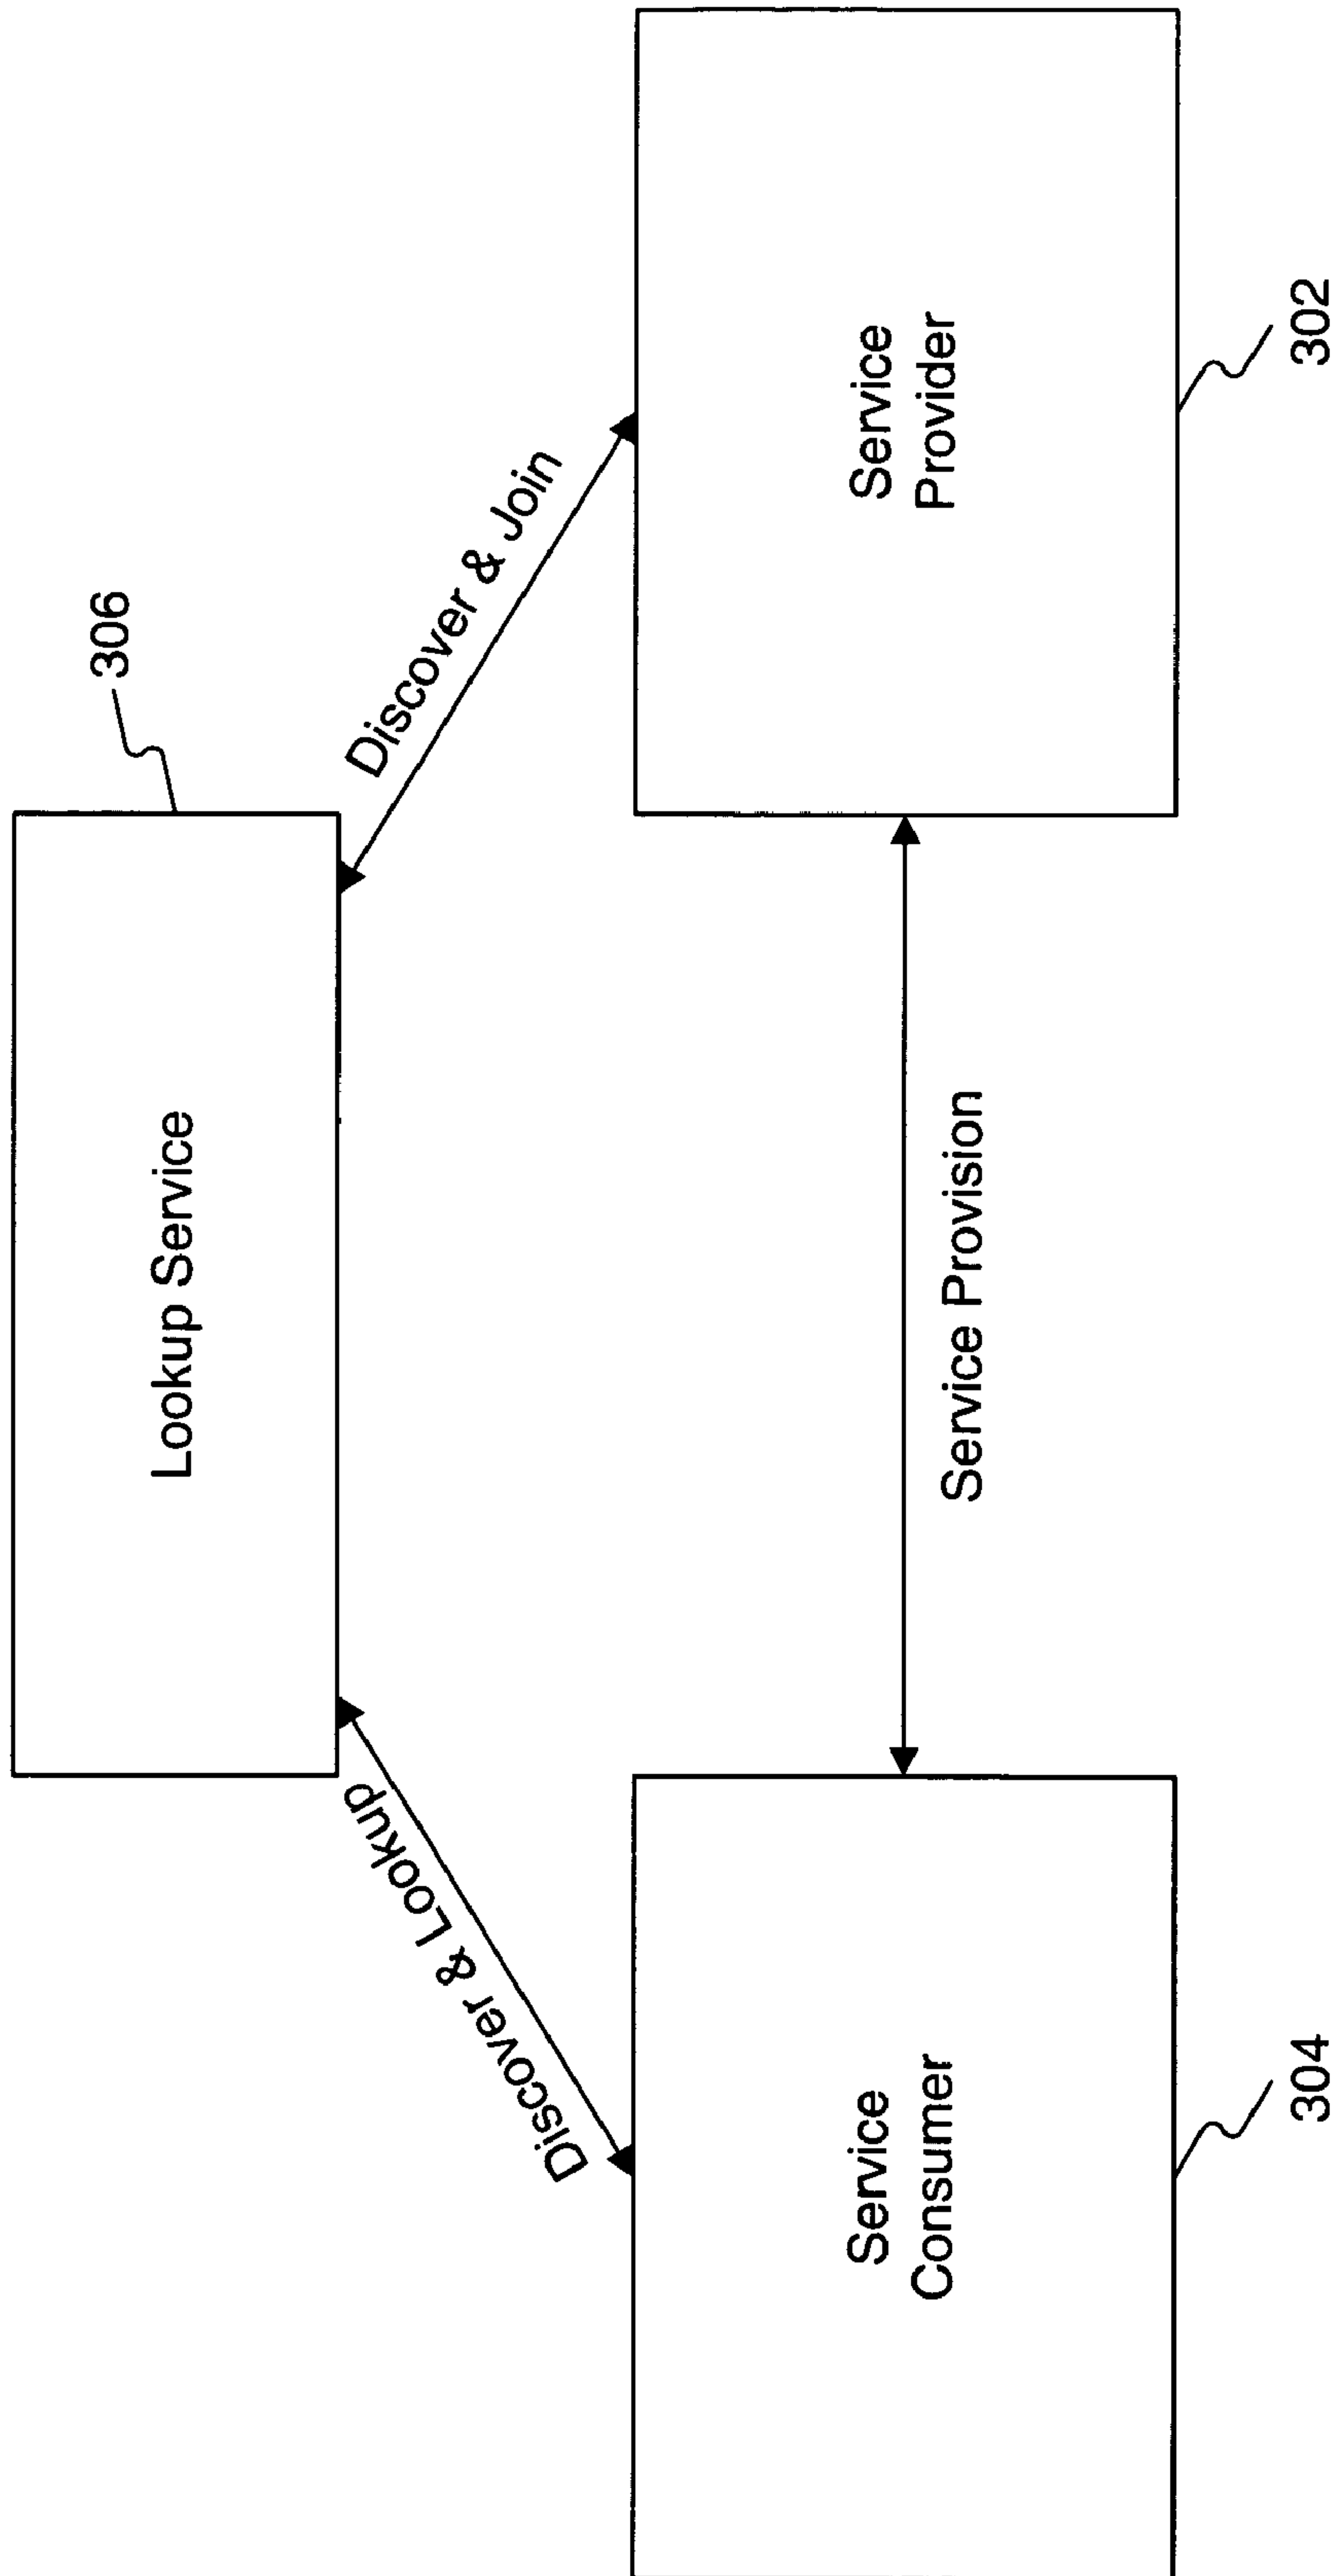 306
Lookup Service
Discover & Lookup
Discover & Join
Service
Consumer
Service Provision
Service
Provider
304
302